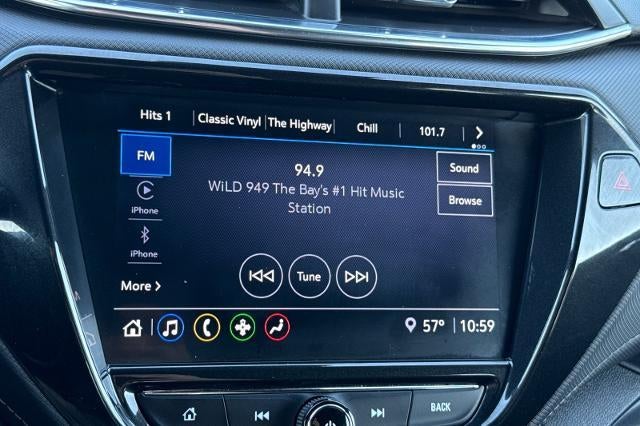 Hits 1 Classic Vinyl The Highway Chill 101.7
FM
94.9
Sound
WiLD 949 The Bay's #1 Hit Music
Station
Browse
iPhone
iPhone
More
Tune
57° 10:59
BACK